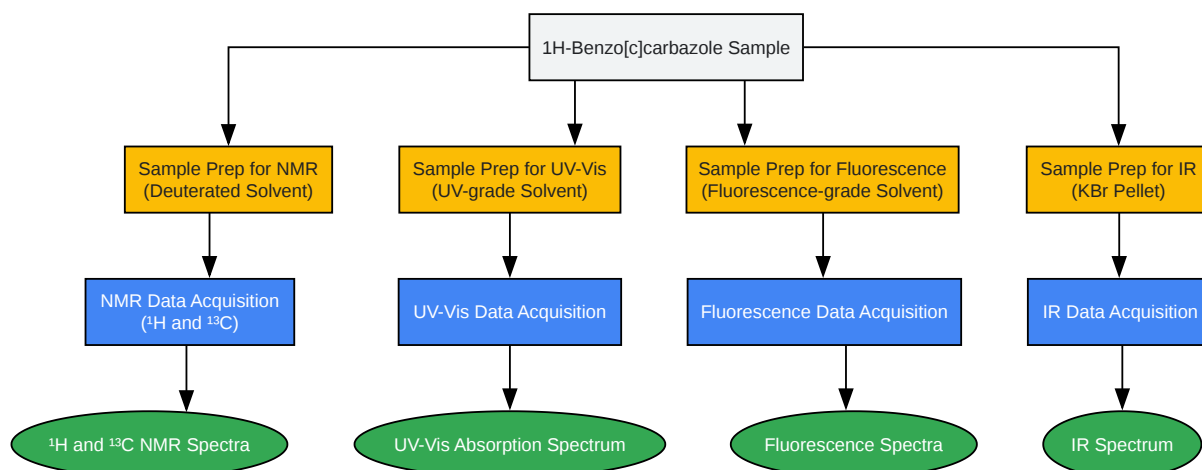 1H-Benzo[c]carbazole Sample
Sample Prep for NMR
(Deuterated Solvent)
Sample Prep for UV-Vis
(UV-grade Solvent)
Sample Prep for Fluorescence
(Fluorescence-grade Solvent)
Sample Prep for IR
(KBr Pellet)
NMR Data Acquisition
(¹H and ¹³C)
UV-Vis Data Acquisition
Fluorescence Data Acquisition
IR Data Acquisition
¹H and ¹³C NMR Spectra
UV-Vis Absorption Spectrum
Fluorescence Spectra
IR Spectrum